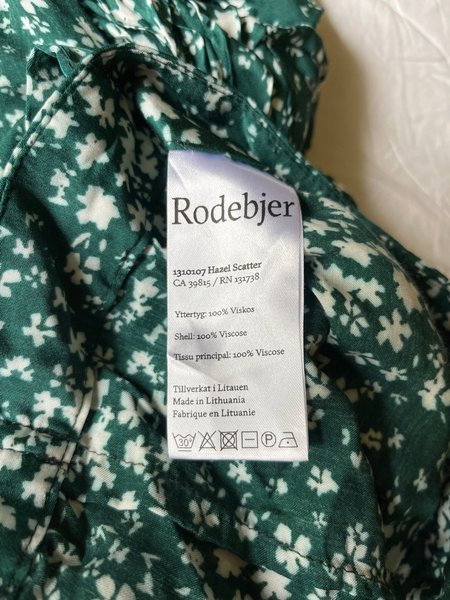 Rodebjer
1310107 Hazel Scatter
CA 39815 / RN 131738
Yttertyg: 100% Viskos
Shell: 100% Viscose
Tissu principal: 100% Viscose
Tillverkat i Litauen
Made in Lithuania
Fabrique en Lituanie
30° P